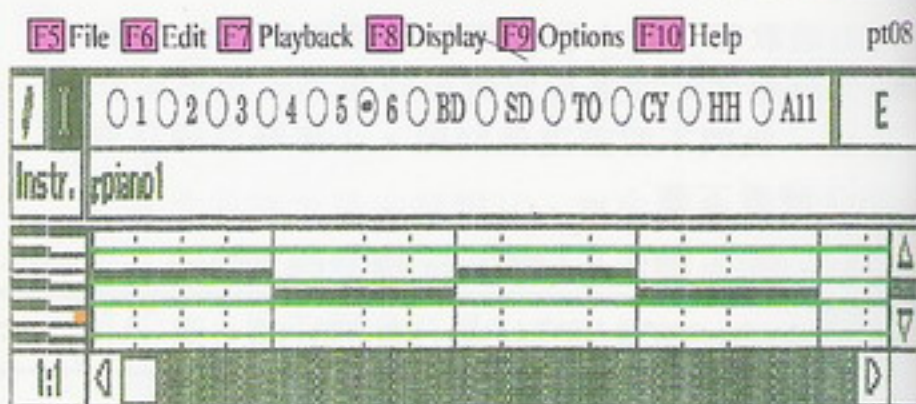 F5 File F6 Edit F7 Playback F8 Display F9 Options F10 Help pt08
1 2 3 4 5 6 BD SD TO CY HH All E
Instr. gpiano1
1:1